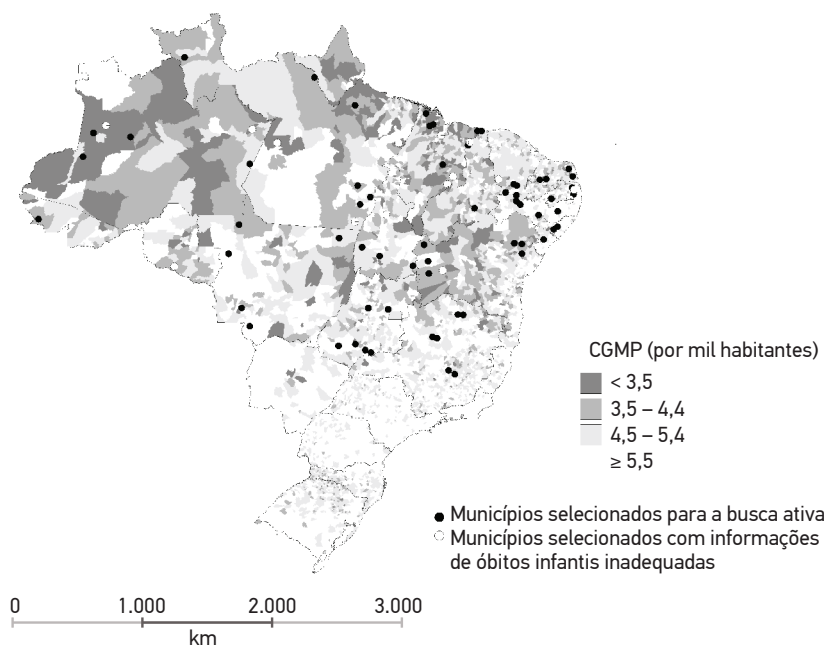 CGMP (por mil habitantes)
< 3,5
3,5 – 4,4
4,5 – 5,4
≥ 5,5
Municípios selecionados para a busca ativa
Municípios selecionados com informações
de óbitos infantis inadequadas
0 1.000 2.000 3.000
km